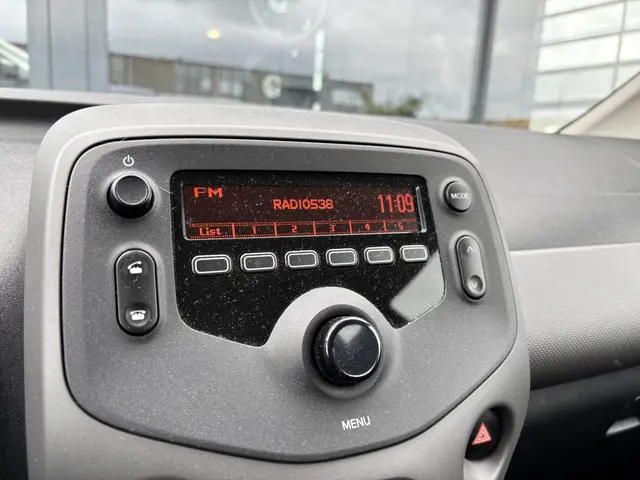 FM
RADIO538
11:09
List 1 2 3 4 5
MODE
MENU